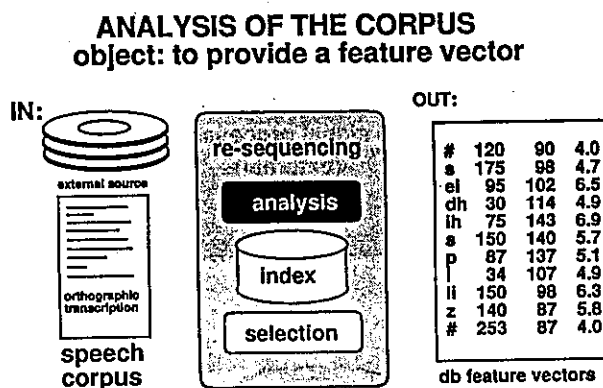 ANALYSIS OF THE CORPUS
object: to provide a feature vector
IN:
external source
orthographic
transcription
speech
corpus
re-sequencing
analysis
index
selection
OUT:
# 120 90 4.0
s 175 98 4.7
ei 95 102 6.5
dh 30 114 4.9
ih 75 143 6.9
s 150 140 5.7
p 87 137 5.1
l 34 107 4.9
ii 150 98 6.3
z 140 87 5.8
# 253 87 4.0
db feature vectors